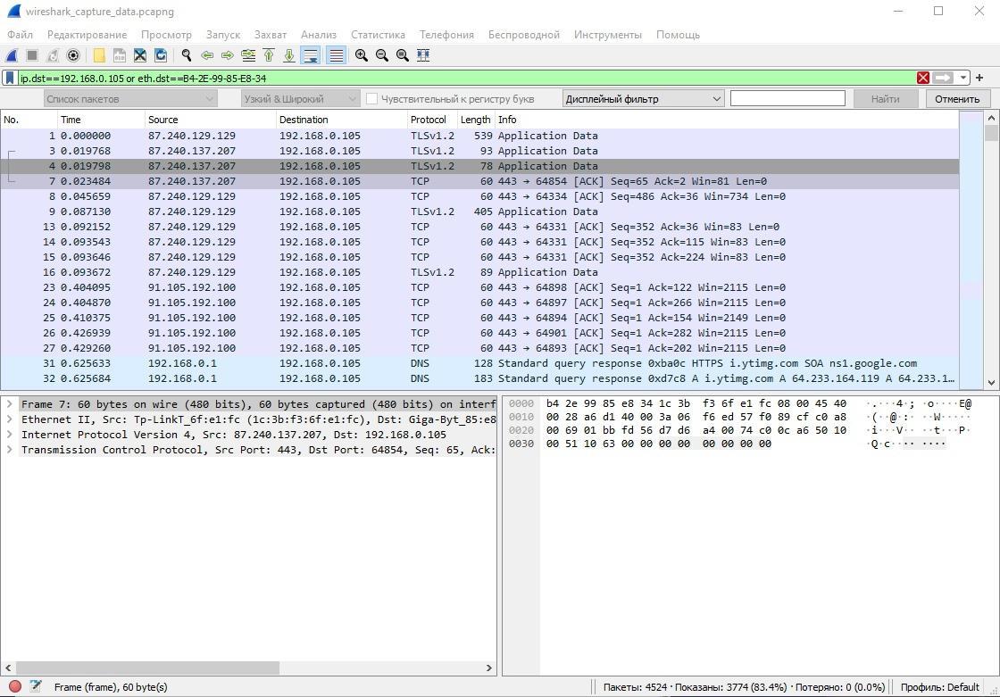 wireshark_capture_data.pcapng
Файл Редактирование Просмотр Запуск Захват Анализ Статистика Телефония Беспроводной Инструменты Помощь
ip.dst==192.168.0.105 or eth.dst==B4-2E-99-85-E8-34
Список пакетов Узкий & Широкий Чувствительный к регистру букв Дисплейный фильтр Найти Отменить
No. Time Source Destination Protocol Length Info
1 0.000000 87.240.129.129 192.168.0.105 TLSv1.2 539 Application Data
3 0.019768 87.240.137.207 192.168.0.105 TLSv1.2 93 Application Data
4 0.019798 87.240.137.207 192.168.0.105 TLSv1.2 78 Application Data
7 0.023484 87.240.137.207 192.168.0.105 TCP 60 443 → 64854 [ACK] Seq=65 Ack=2 Win=81 Len=0
8 0.045659 87.240.129.129 192.168.0.105 TCP 60 443 → 64334 [ACK] Seq=486 Ack=36 Win=734 Len=0
9 0.087130 87.240.129.129 192.168.0.105 TLSv1.2 405 Application Data
13 0.092152 87.240.129.129 192.168.0.105 TCP 60 443 → 64331 [ACK] Seq=352 Ack=36 Win=83 Len=0
14 0.093543 87.240.129.129 192.168.0.105 TCP 60 443 → 64331 [ACK] Seq=352 Ack=115 Win=83 Len=0
15 0.093646 87.240.129.129 192.168.0.105 TCP 60 443 → 64331 [ACK] Seq=352 Ack=224 Win=83 Len=0
16 0.093672 87.240.129.129 192.168.0.105 TLSv1.2 89 Application Data
23 0.404095 91.105.192.100 192.168.0.105 TCP 60 443 → 64898 [ACK] Seq=1 Ack=122 Win=2115 Len=0
24 0.404870 91.105.192.100 192.168.0.105 TCP 60 443 → 64897 [ACK] Seq=1 Ack=266 Win=2115 Len=0
25 0.410375 91.105.192.100 192.168.0.105 TCP 60 443 → 64894 [ACK] Seq=1 Ack=154 Win=2149 Len=0
26 0.426939 91.105.192.100 192.168.0.105 TCP 60 443 → 64901 [ACK] Seq=1 Ack=282 Win=2115 Len=0
27 0.429260 91.105.192.100 192.168.0.105 TCP 60 443 → 64893 [ACK] Seq=1 Ack=202 Win=2115 Len=0
31 0.625633 192.168.0.1 192.168.0.105 DNS 128 Standard query response 0xba0c HTTPS i.ytimg.com SOA ns1.google.com
32 0.625684 192.168.0.1 192.168.0.105 DNS 183 Standard query response 0xd7c8 A i.ytimg.com A 64.233.164.119 A 64.233.1…
Frame 7: 60 bytes on wire (480 bits), 60 bytes captured (480 bits) on interf
Ethernet II, Src: Tp-LinkT_6f:e1:fc (1c:3b:f3:6f:e1:fc), Dst: Giga-Byt_85:e8
Internet Protocol Version 4, Src: 87.240.137.207, Dst: 192.168.0.105
Transmission Control Protocol, Src Port: 443, Dst Port: 64854, Seq: 65, Ack:
0000 b4 2e 99 85 e8 34 1c 3b f3 6f e1 fc 08 00 45 40 ·.···4·; ·o····E@
0010 00 28 a6 d1 40 00 3a 06 f6 ed 57 f0 89 cf c0 a8 ·(··@·:· ··W·····
0020 00 69 01 bb fd 56 d7 d6 a4 00 74 c0 0c a6 50 10 ·i···V·· ··t···P·
0030 00 51 10 63 00 00 00 00 00 00 00 00 ·Q·c···· ····
Frame (frame), 60 byte(s)
Пакеты: 4524 · Показаны: 3774 (83.4%) · Потеряно: 0 (0.0%)
Профиль: Default